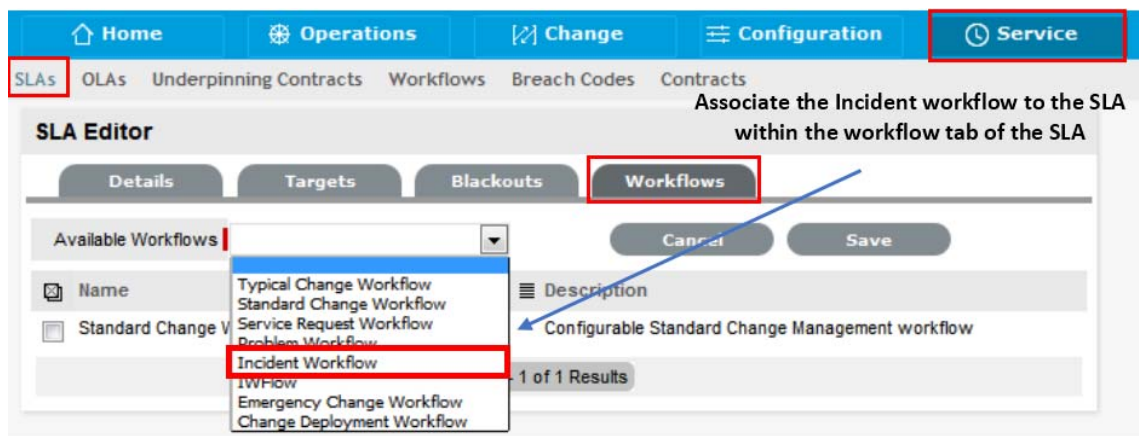 Home Operations Change Configuration Service
SLAs OLAs Underpinning Contracts Workflows Breach Codes Contracts
Associate the Incident workflow to the SLA
within the workflow tab of the SLA
SLA Editor
Details Targets Blackouts Workflows
Available Workflows Cancel Save
Name Description
Typical Change Workflow
Standard Change Workflow
Service Request Workflow
Problem Workflow
Incident Workflow
IWFlow
Emergency Change Workflow
Change Deployment Workflow
Standard Change W Configurable Standard Change Management workflow
- 1 of 1 Results